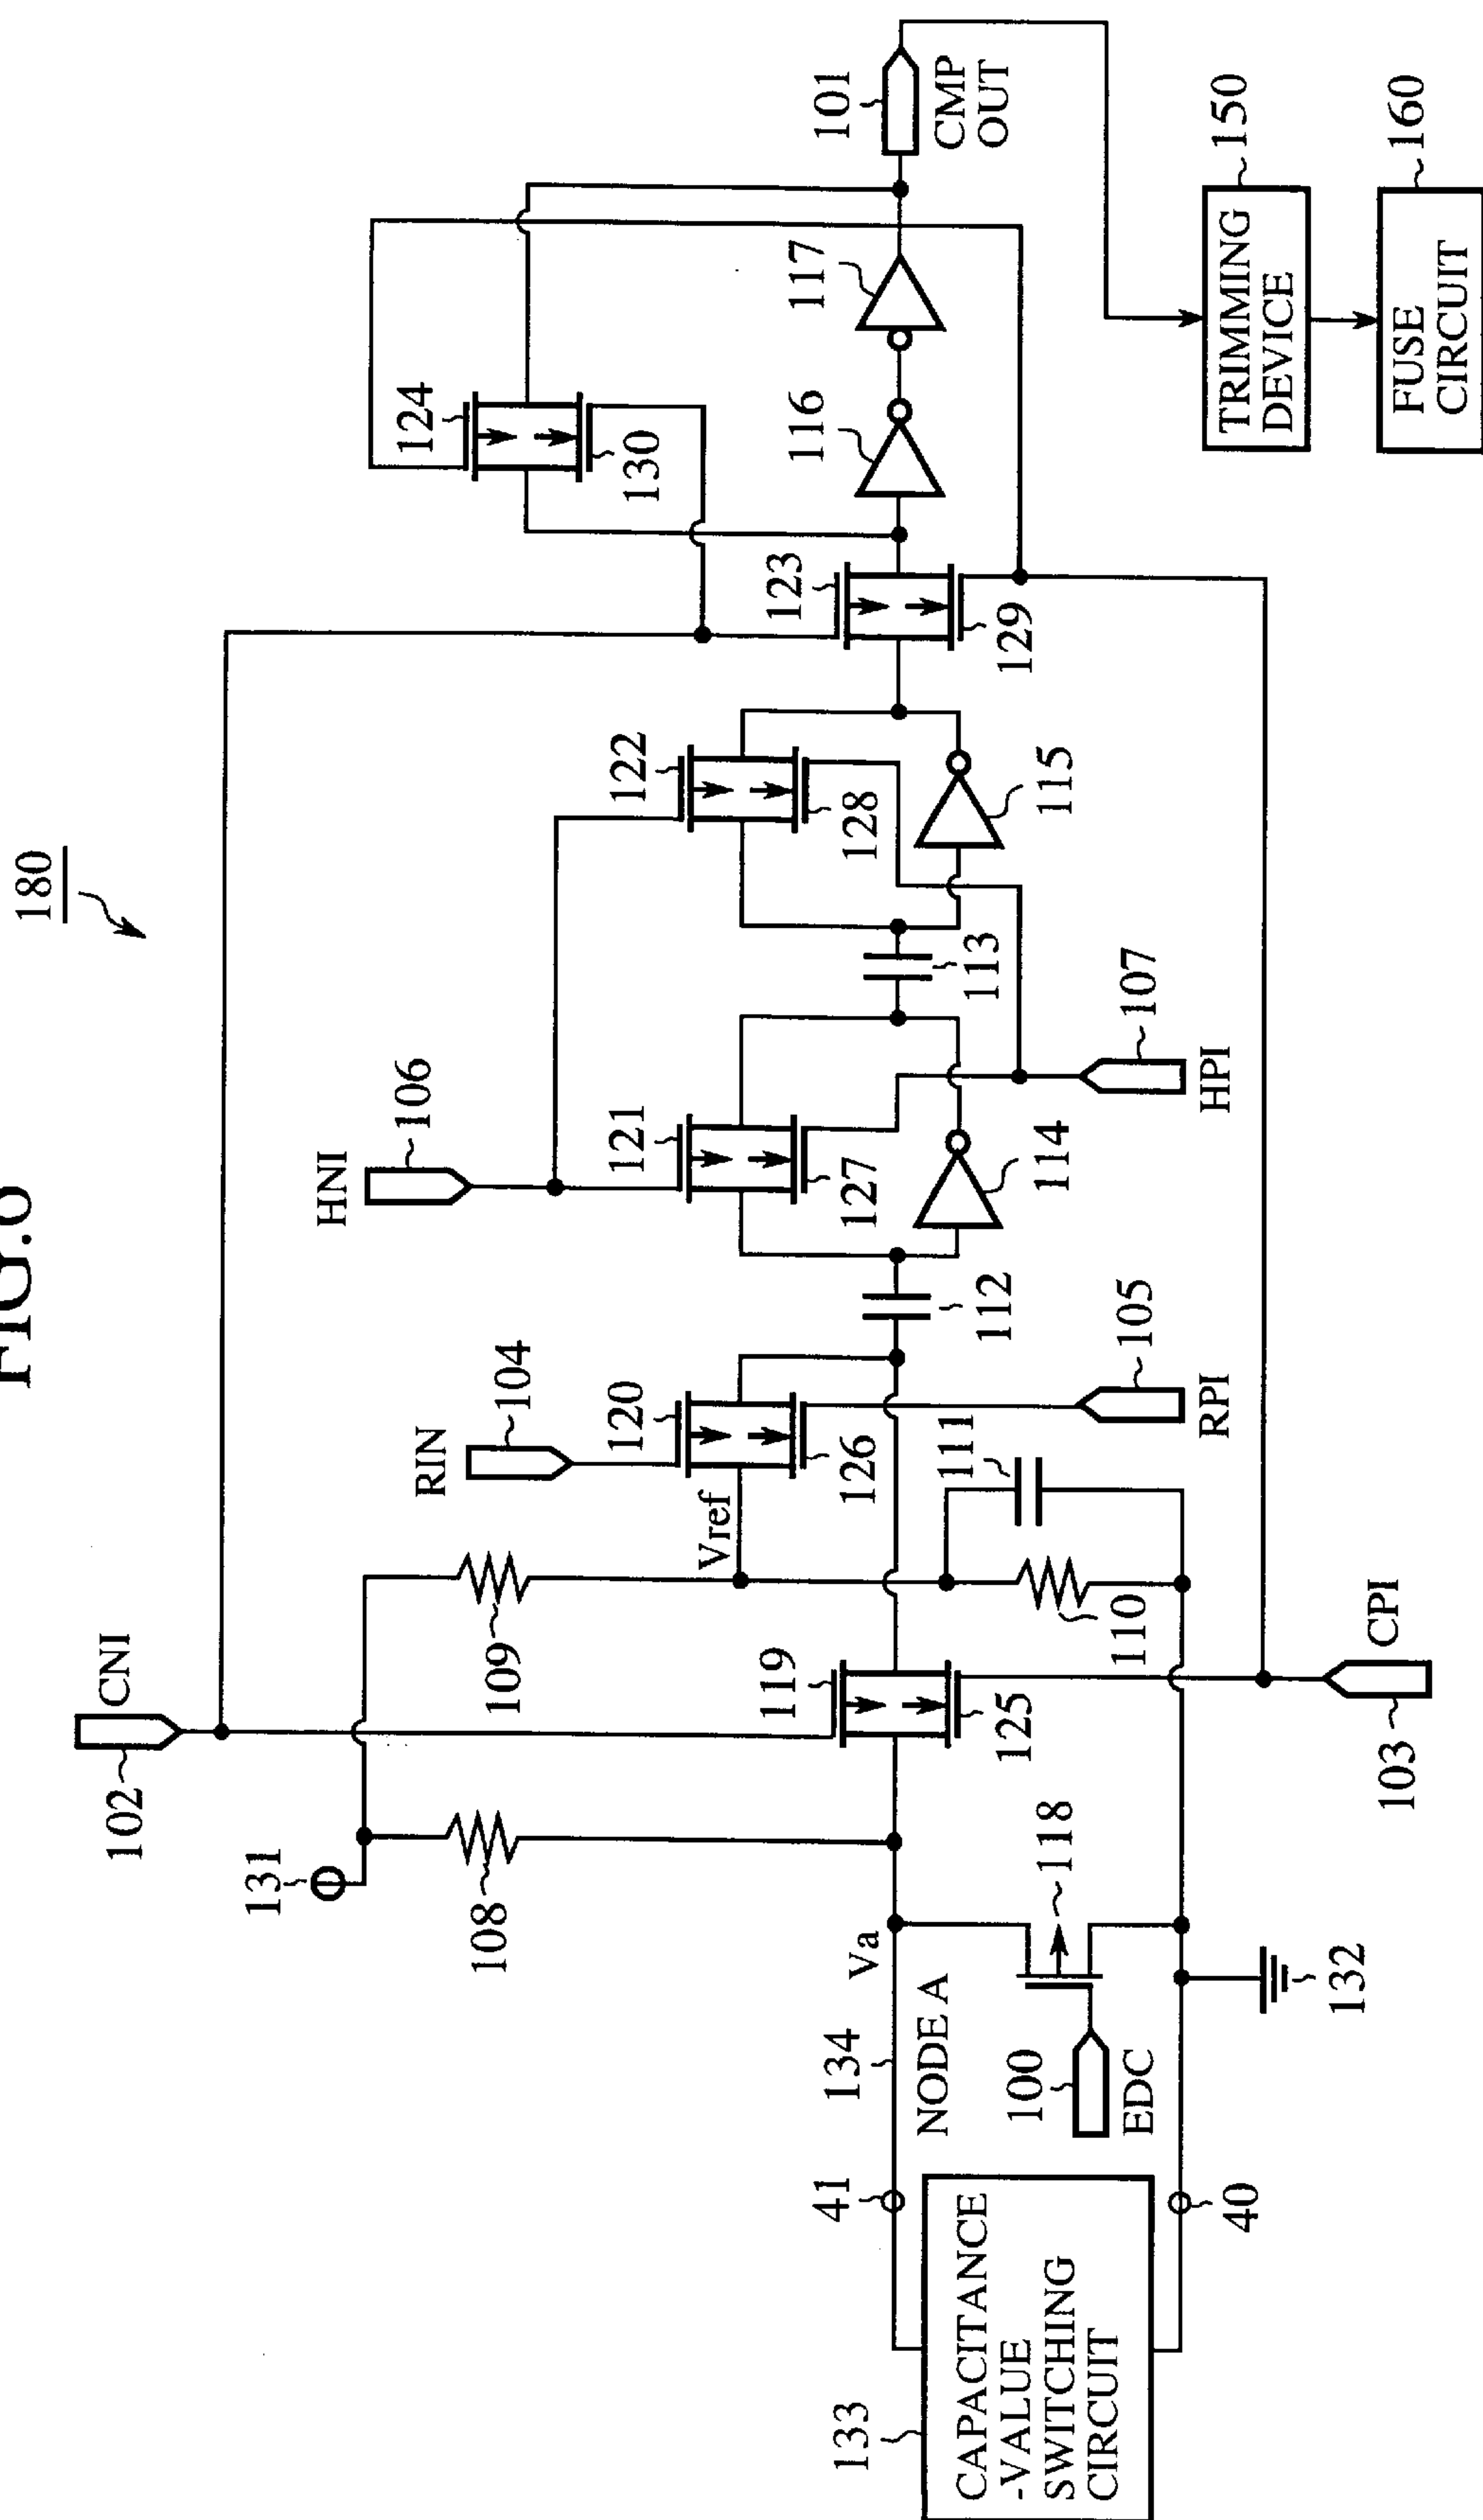 FIG.6
180
CNI
102
131
108
109
RIN
104
Vref
120
126
HNI
106
121
127
122
128
124
130
101
CMP
OUT
133
CAPACITANCE
-VALUE
SWITCHING
CIRCUIT
41
40
134
NODE A
Va
100
EDC
118
132
119
125
110
111
112
114
113
115
123
129
116
117
103
CPI
105
RPI
107
HPI
150
TRIMMING
DEVICE
160
FUSE
CIRCUIT